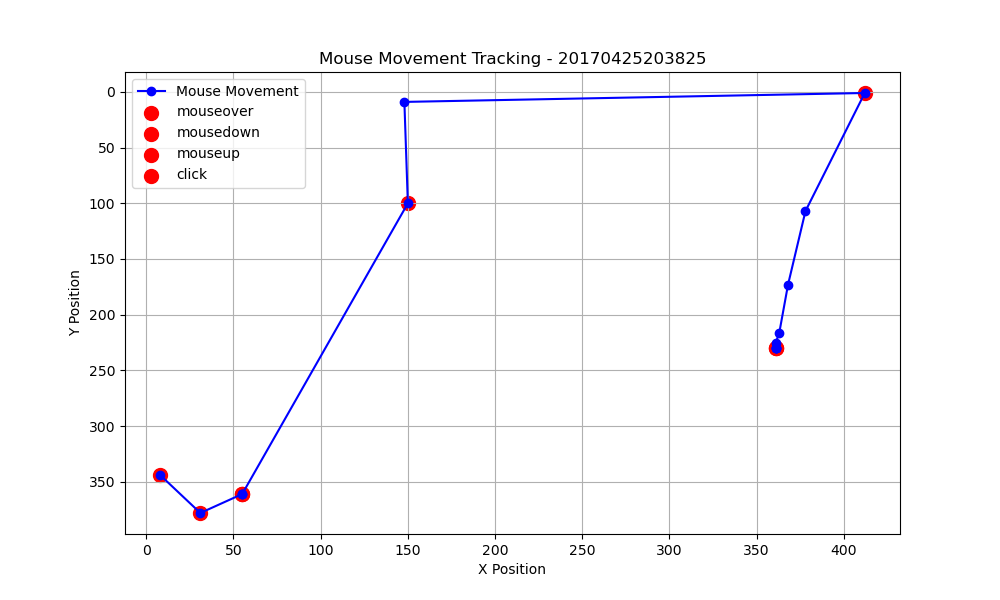 Mouse Movement Tracking - 20170425203825
Mouse Movement
mouseover
mousedown
mouseup
click
0
50
100
150
200
250
300
350
Y Position
0 50 100 150 200 250 300 350 400
X Position